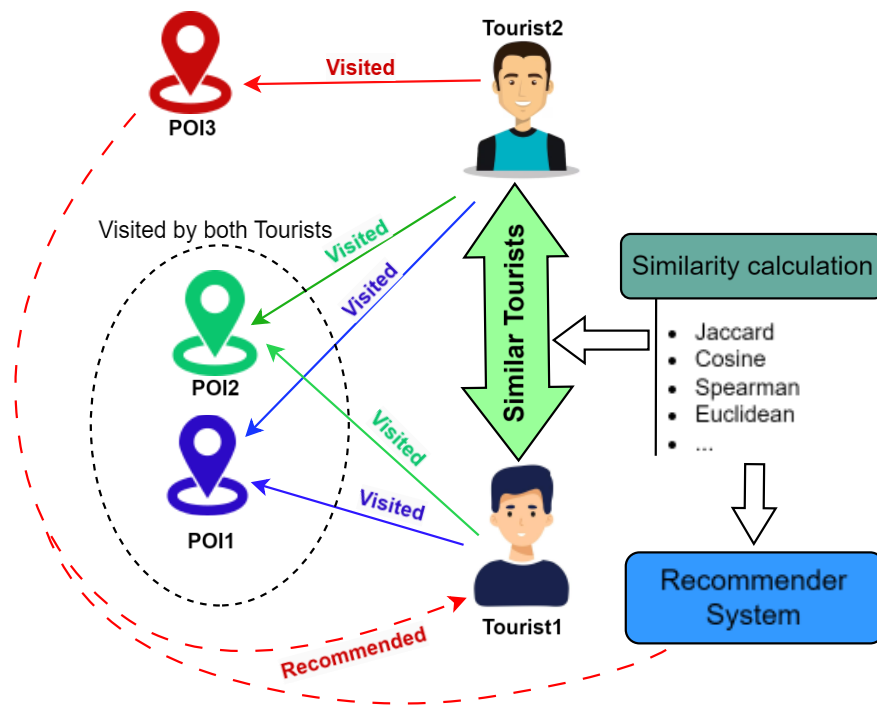 Tourist2
Visited
POI3
Visited by both Tourists
Visited
Visited
Similarity calculation
Similar Tourists
Jaccard
Cosine
Spearman
Euclidean
...
POI2
Visited
POI1
Visited
Recommender
System
Tourist1
Recommended